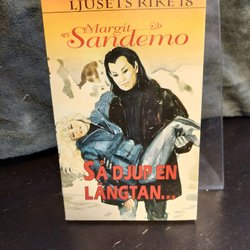 LJUSETS RIKE 18
Margit
Sandemo
SÅ DJUP EN
LÄNGTAN...